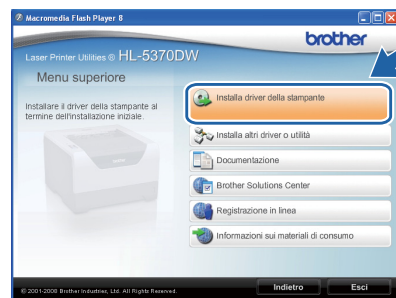 Macromedia Flash Player 8
brother
Laser Printer Utilities ® HL-5370DW
Menu superiore
Installare il driver della stampante al
termine dell'installazione iniziale.
Installa driver della stampante
Installa altri driver o utilità
Documentazione
Brother Solutions Center
Registrazione in linea
Informazioni sui materiali di consumo
© 2001-2008 Brother Industries, Ltd. All Rights Reserved.
Indietro
Esci